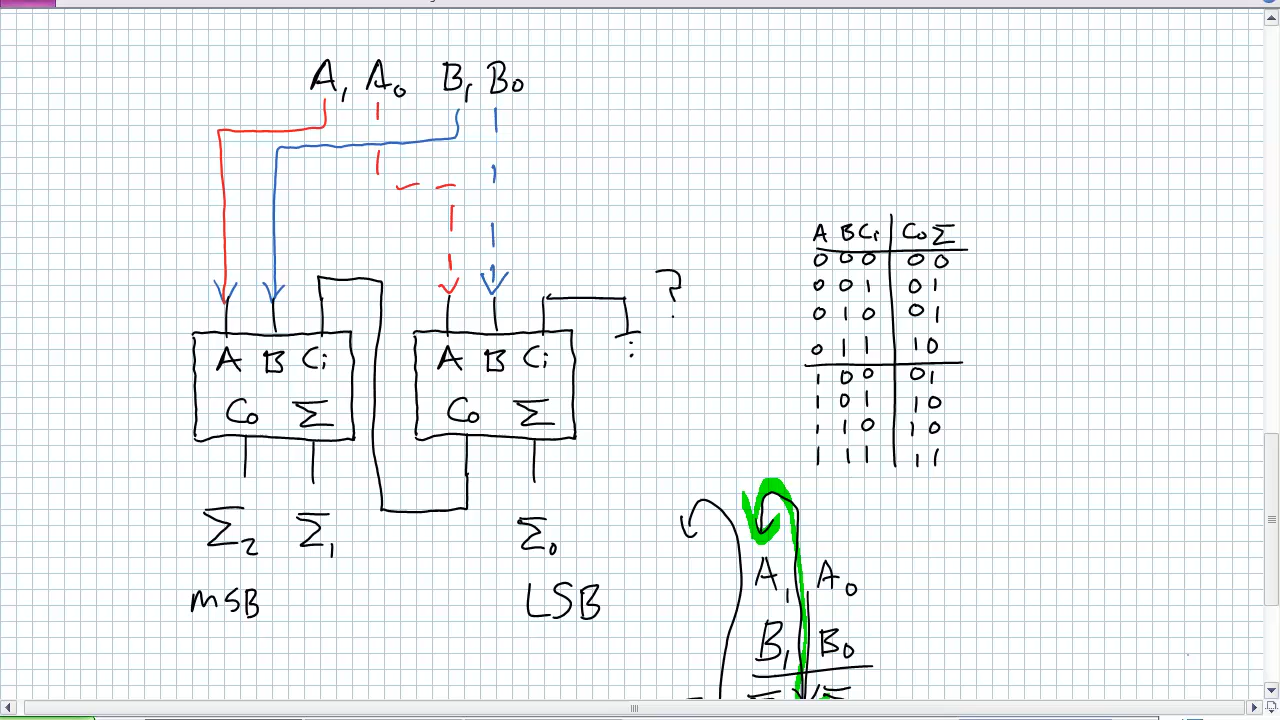 A₁ A₀ B₁ B₀
?
A B Ci
Co Σ
A B Ci
Co Σ
Σ₂ Σ₁ Σ₀
MSB LSB
A B Ci Co Σ
0 0 0 0 0
0 0 1 0 1
0 1 0 0 1
0 1 1 1 0
1 0 0 0 1
1 0 1 1 0
1 1 0 1 0
1 1 1 1 1
A₁ A₀
B₁ B₀